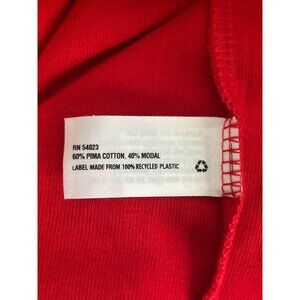 RN 54023
60% PIMA COTTON, 40% MODAL
LABEL MADE FROM 100% RECYCLED PLASTIC